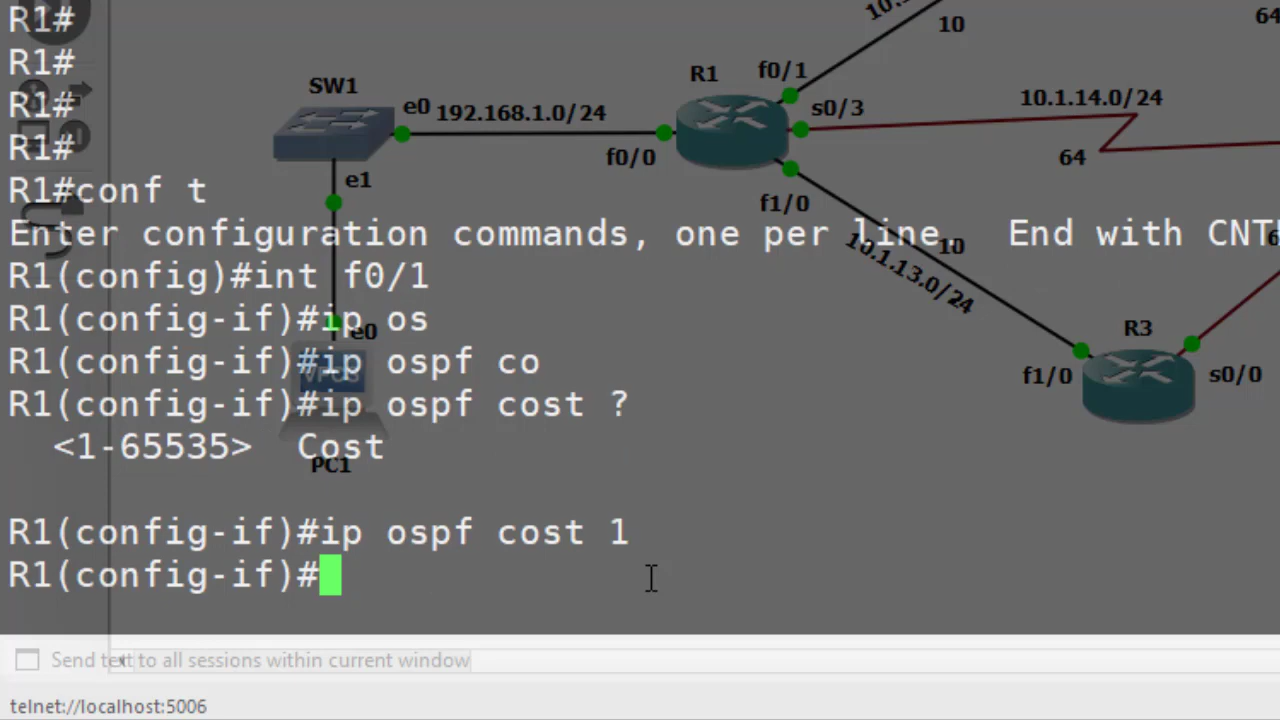 R1#
R1#
R1#
R1#
R1#conf t
Enter configuration commands, one per line. End with CNT
R1(config)#int f0/1
R1(config-if)#ip os
R1(config-if)#ip ospf co
R1(config-if)#ip ospf cost ?
<1-65535> Cost
R1(config-if)#ip ospf cost 1
R1(config-if)#
SW1
e0
192.168.1.0/24
f0/0
R1
f0/1
10
64
s0/3
10.1.14.0/24
64
e1
f1/0
10
10.1.13.0/24
e0
R3
f1/0
s0/0
PC1
Send text to all sessions within current window
telnet://localhost:5006